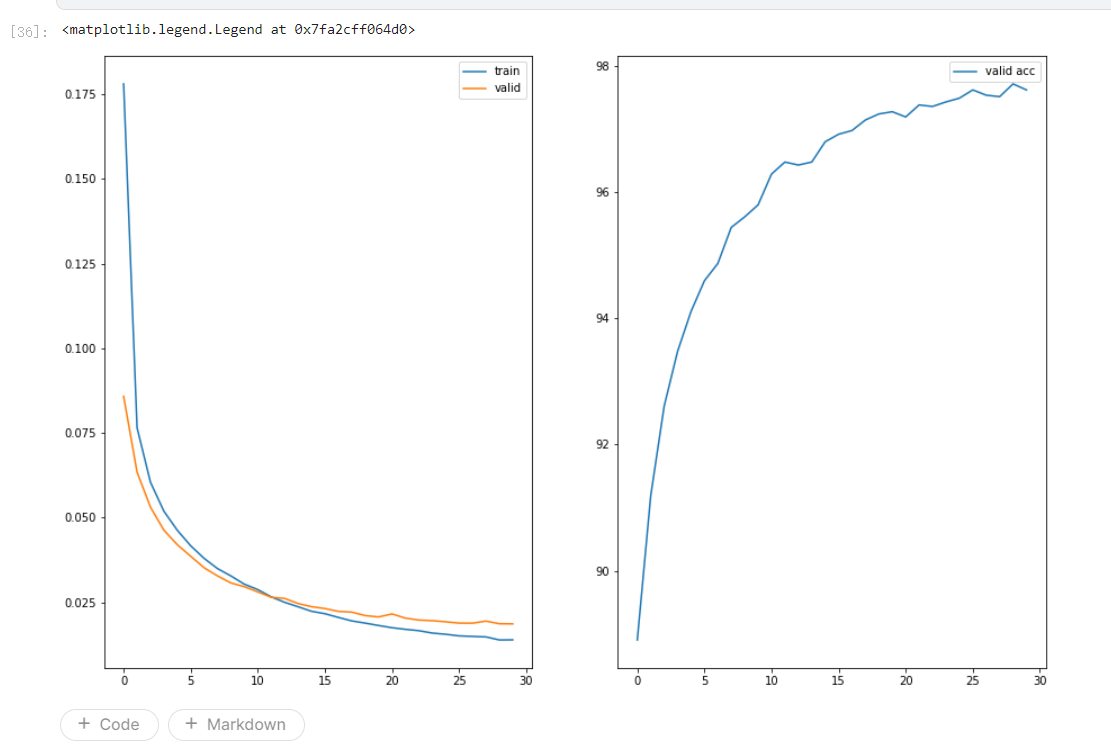 [36]: <matplotlib.legend.Legend at 0x7fa2cff064d0>
train
valid
0.175
0.150
0.125
0.100
0.075
0.050
0.025
0 5 10 15 20 25 30
valid acc
98
96
94
92
90
0 5 10 15 20 25 30
+ Code + Markdown